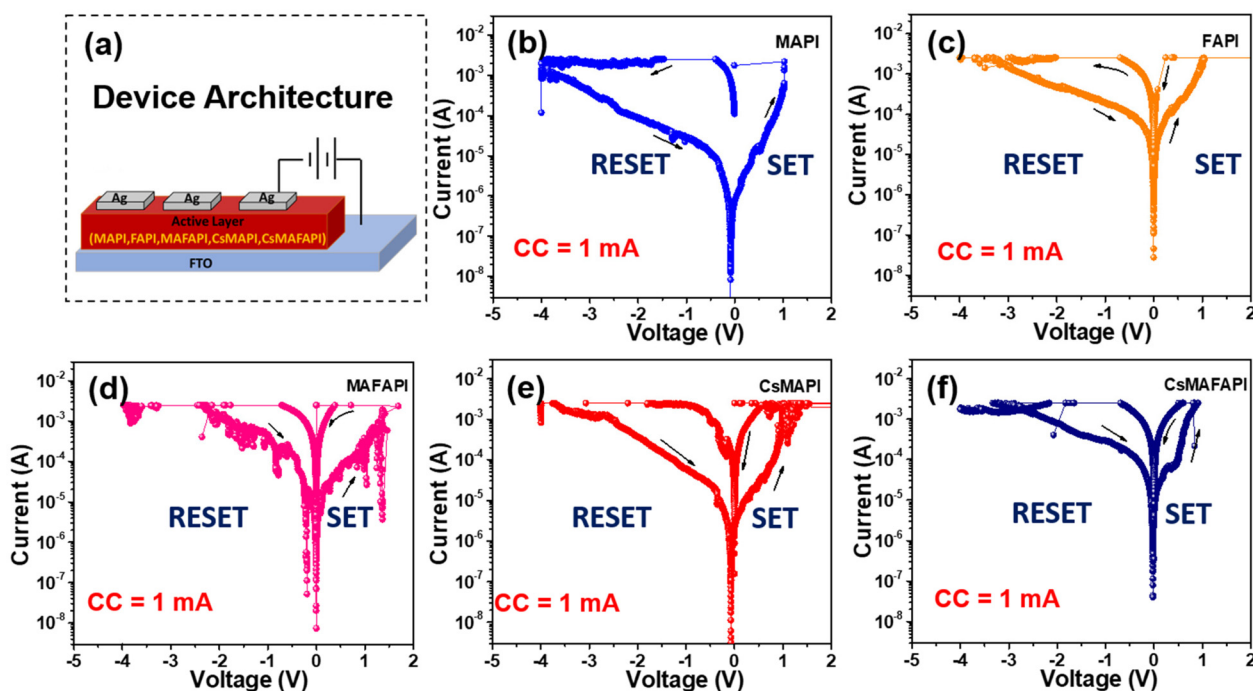 (a)
Device Architecture
Ag Ag Ag
Active Layer
(MAPI,FAPI,MAFAPI,CsMAPI,CsMAFAPI)
FTO
(b)
MAPI
Current (A)
10⁻²
10⁻³
10⁻⁴
10⁻⁵
10⁻⁶
10⁻⁷
10⁻⁸
RESET SET
CC = 1 mA
-5 -4 -3 -2 -1 0 1 2
Voltage (V)
(c)
FAPI
Current (A)
10⁻²
10⁻³
10⁻⁴
10⁻⁵
10⁻⁶
10⁻⁷
10⁻⁸
RESET SET
CC = 1 mA
-5 -4 -3 -2 -1 0 1 2
Voltage (V)
(d)
MAFAPI
Current (A)
10⁻²
10⁻³
10⁻⁴
10⁻⁵
10⁻⁶
10⁻⁷
10⁻⁸
RESET SET
CC = 1 mA
-5 -4 -3 -2 -1 0 1 2
Voltage (V)
(e)
CsMAPI
Current (A)
10⁻²
10⁻³
10⁻⁴
10⁻⁵
10⁻⁶
10⁻⁷
10⁻⁸
RESET SET
CC = 1 mA
-5 -4 -3 -2 -1 0 1 2
Voltage (V)
(f)
CsMAFAPI
Current (A)
10⁻²
10⁻³
10⁻⁴
10⁻⁵
10⁻⁶
10⁻⁷
10⁻⁸
RESET SET
CC = 1 mA
-5 -4 -3 -2 -1 0 1 2
Voltage (V)